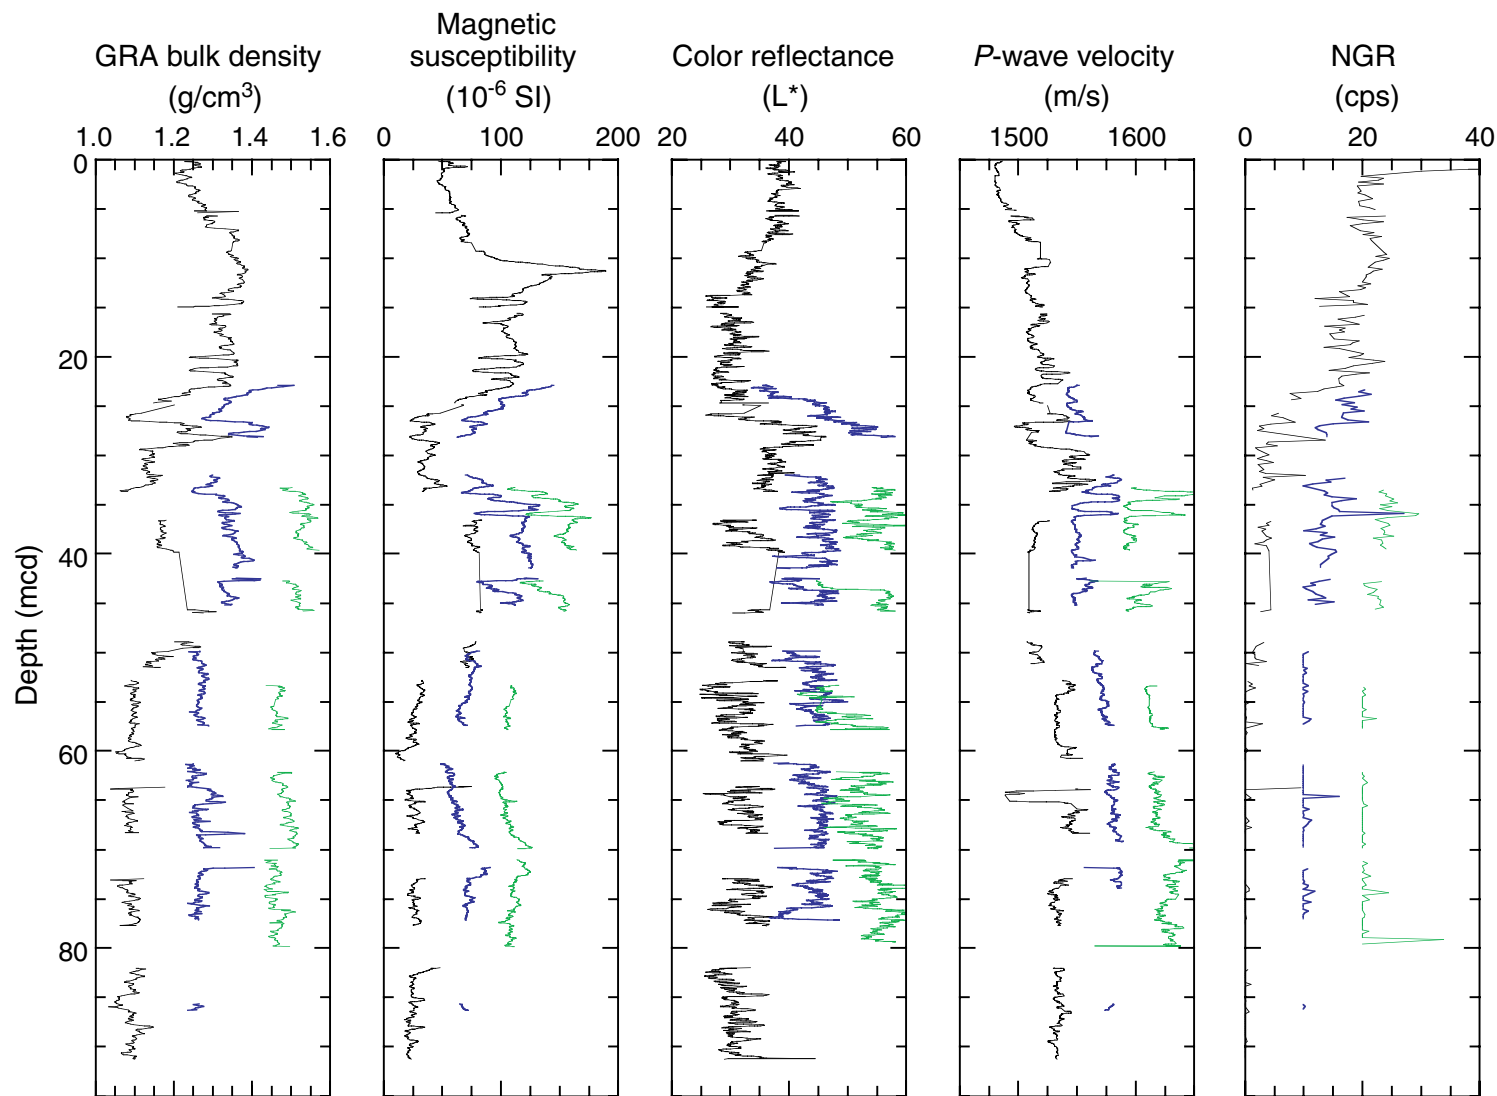 GRA bulk density
(g/cm³)
1.0 1.2 1.4 1.6
Magnetic
susceptibility
(10⁻⁶ SI)
0 100 200
Color reflectance
(L*)
20 40 60
P-wave velocity
(m/s)
1500 1600
NGR
(cps)
0 20 40
Depth (mcd)
0
20
40
60
80